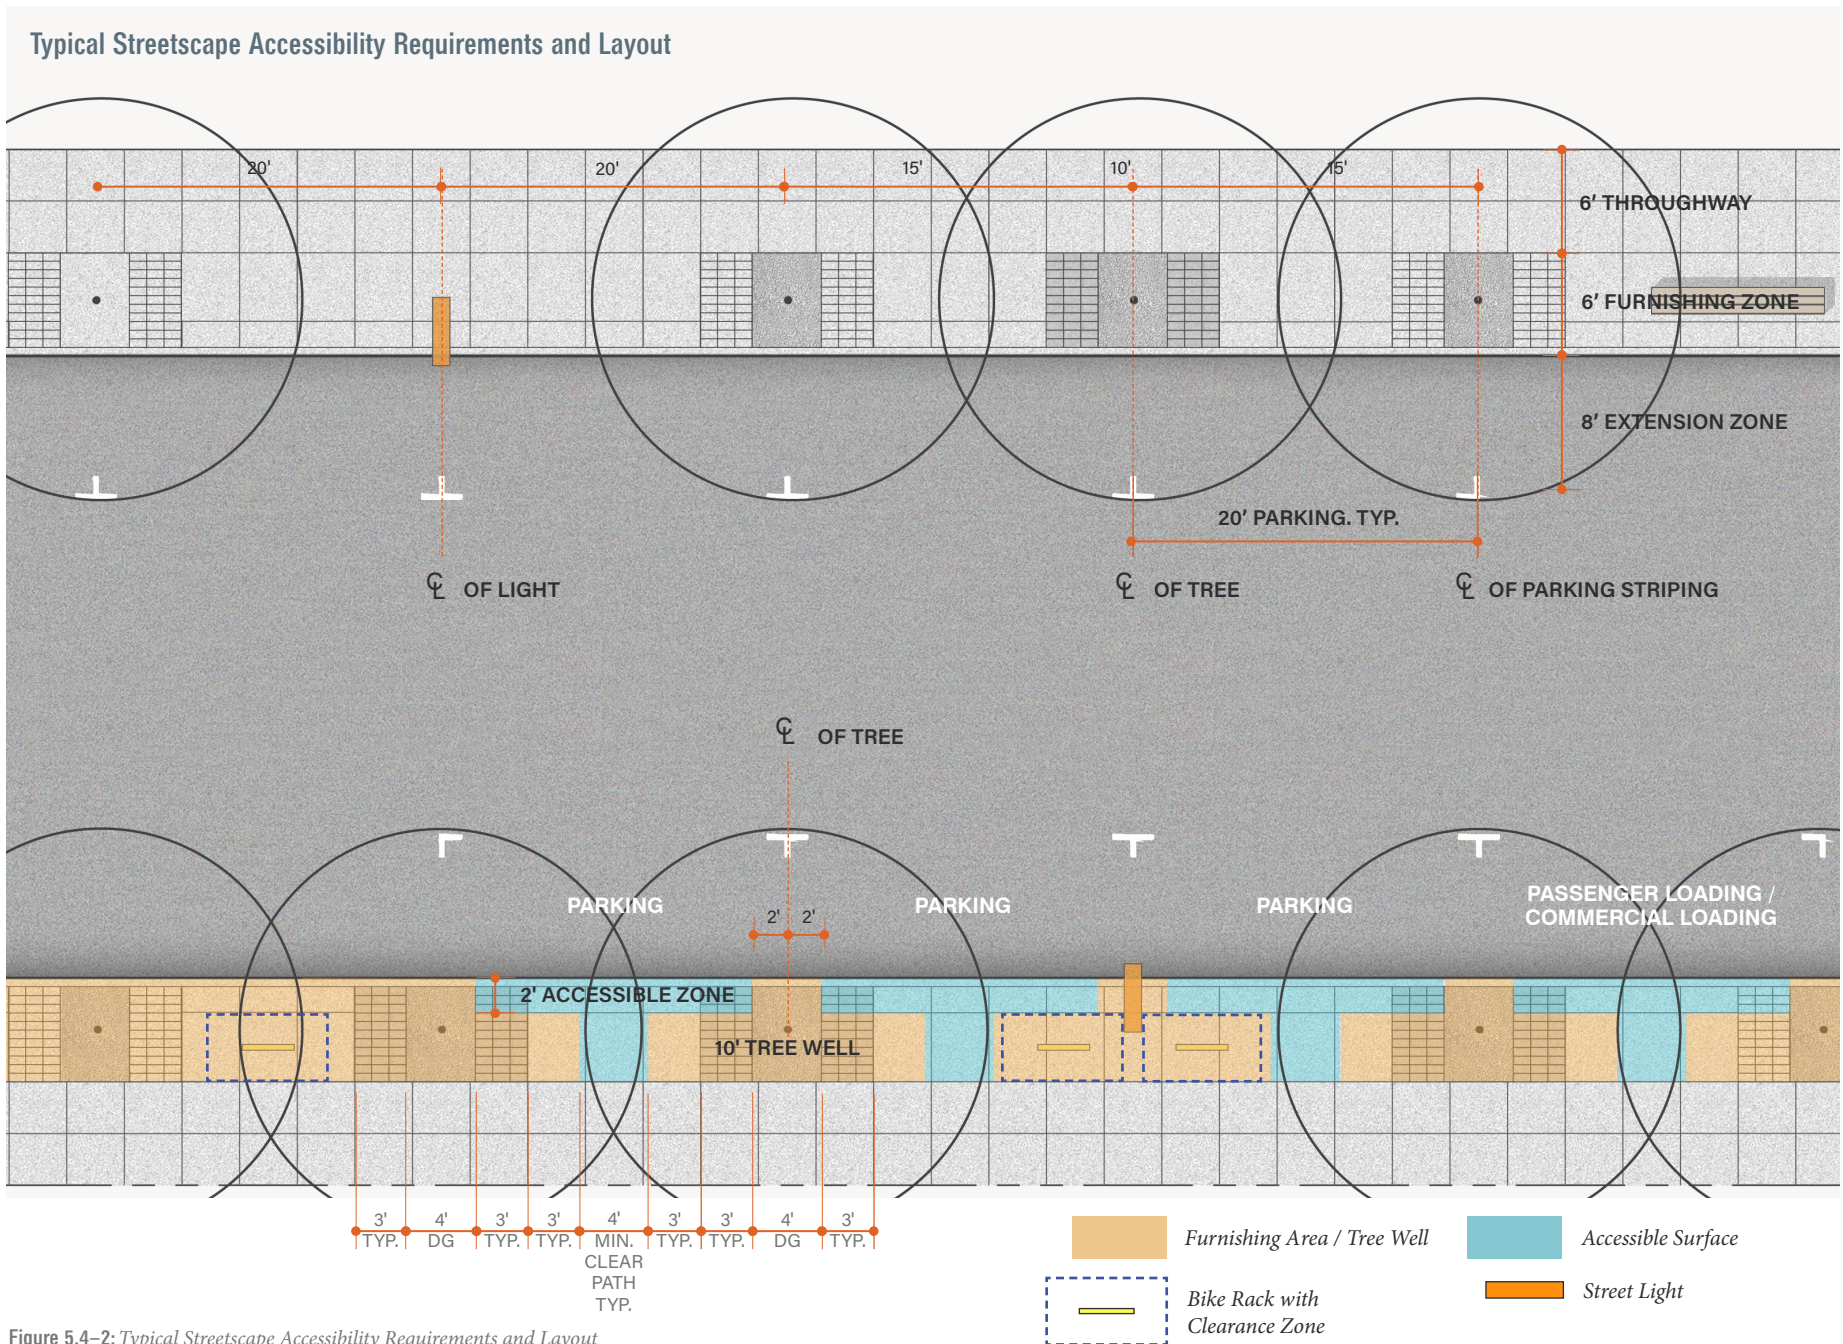 Typical Streetscape Accessibility Requirements and Layout
20' 20' 15' 10' 15'
6' THROUGHWAY
6' FURNISHING ZONE
8' EXTENSION ZONE
20' PARKING. TYP.
℄ OF LIGHT
℄ OF TREE
℄ OF PARKING STRIPING
℄ OF TREE
PARKING
PARKING
PARKING
PASSENGER LOADING /
COMMERCIAL LOADING
2' 2'
2' ACCESSIBLE ZONE
10' TREE WELL
3' 4' 3' 3' 4' 3' 3' 4' 3'
TYP. DG TYP. TYP. MIN. TYP. TYP. DG TYP.
CLEAR
PATH
TYP.
Furnishing Area / Tree Well
Accessible Surface
Bike Rack with
Clearance Zone
Street Light
Figure 5.4–2: Typical Streetscape Accessibility Requirements and Layout